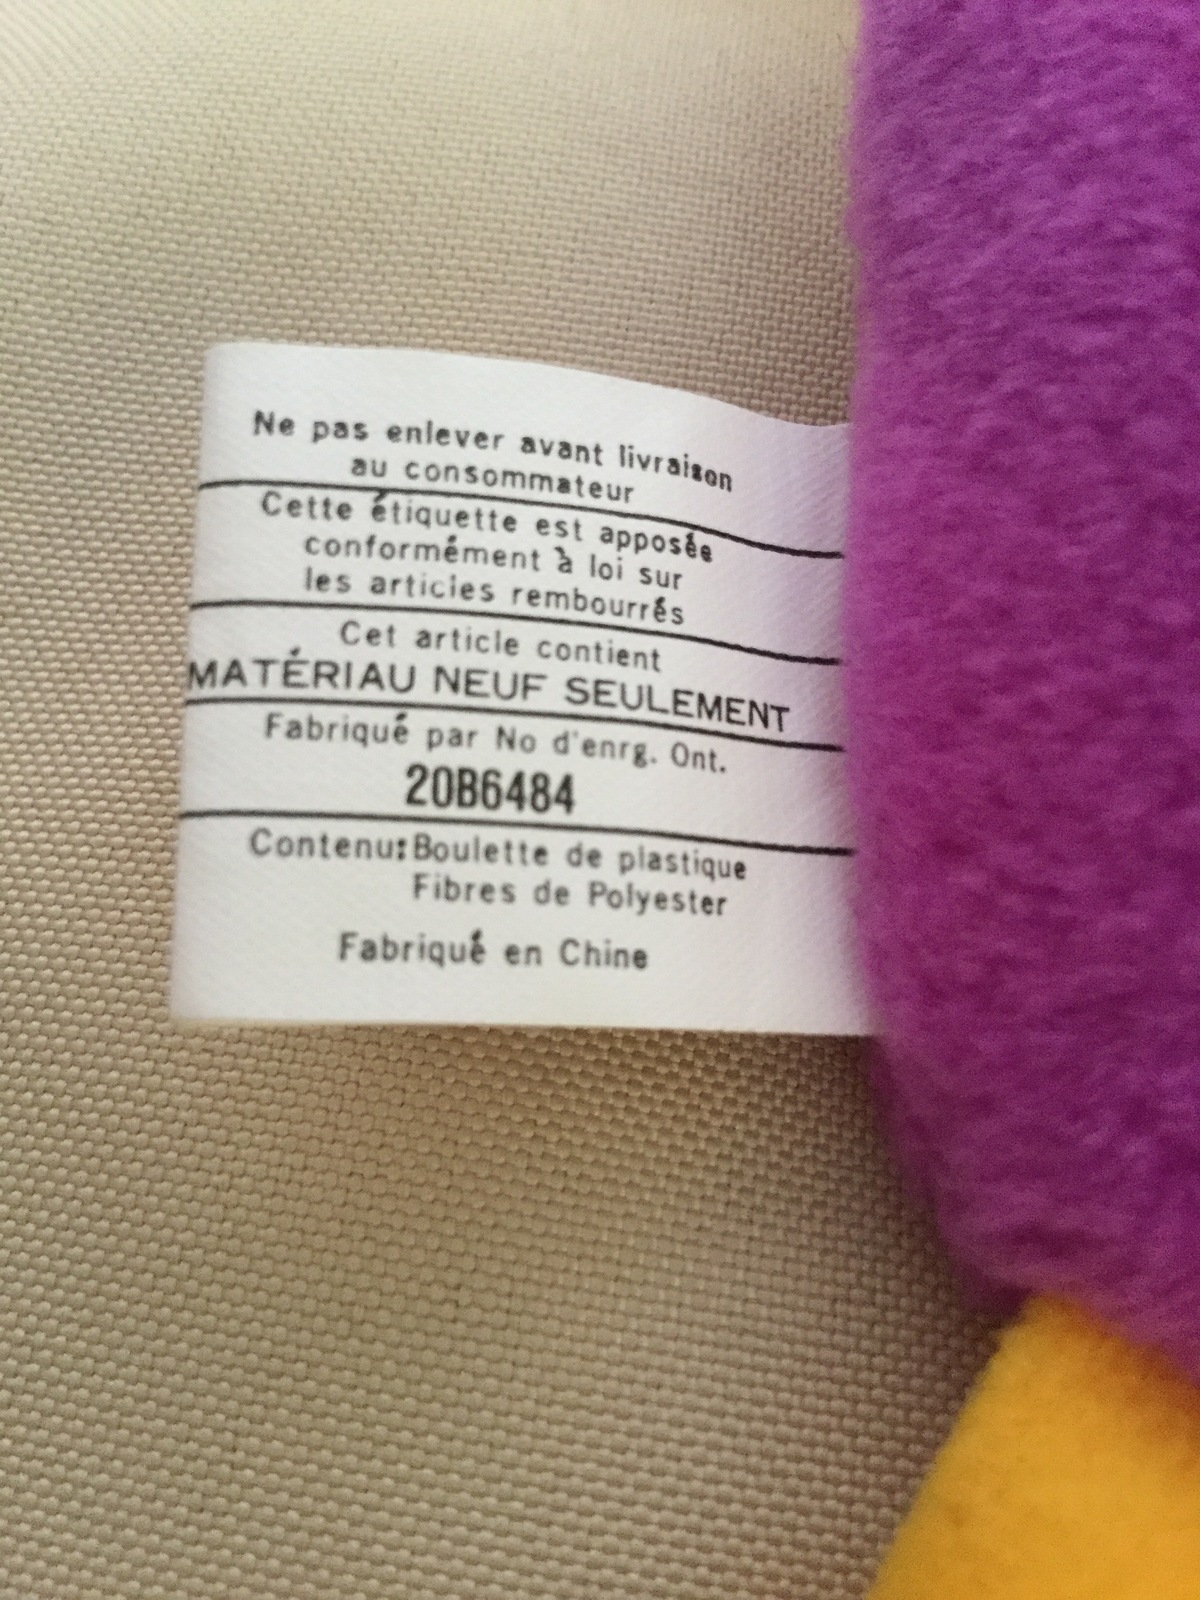 Ne pas enlever avant livraison
au consommateur
Cette étiquette est apposée
conformément à loi sur
les articles rembourrés
Cet article contient
MATÉRIAU NEUF SEULEMENT
Fabriqué par No d'enrg. Ont.
20B6484
Contenu:Boulette de plastique
Fibres de Polyester
Fabriqué en Chine